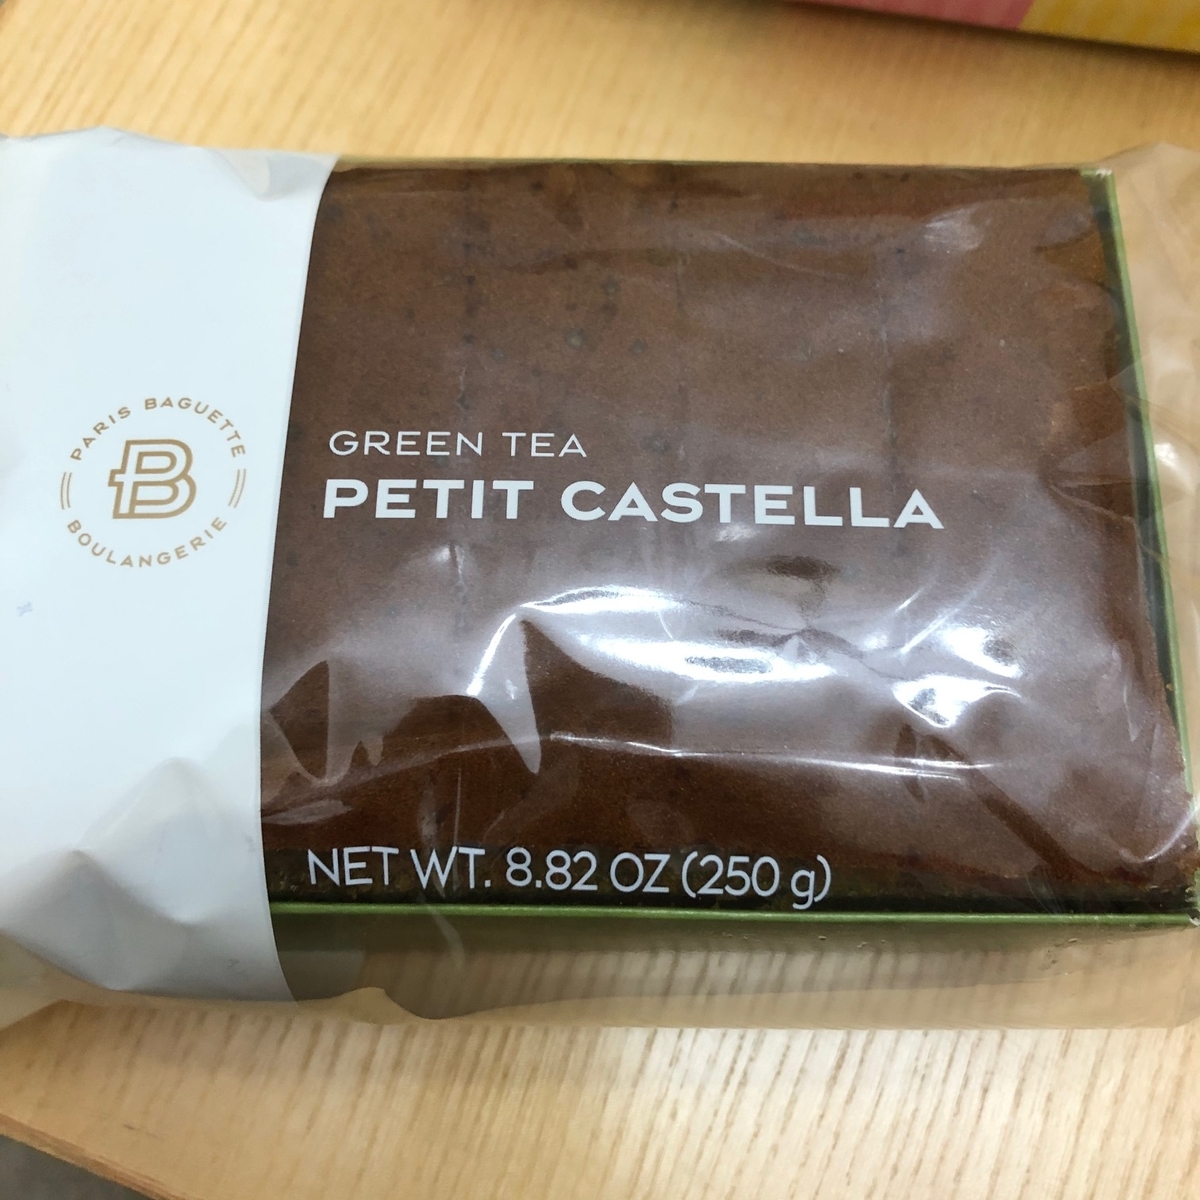 PARIS BAGUETTE
B
BOULANGERIE
GREEN TEA
PETIT CASTELLA
NET WT. 8.82 OZ (250 g)